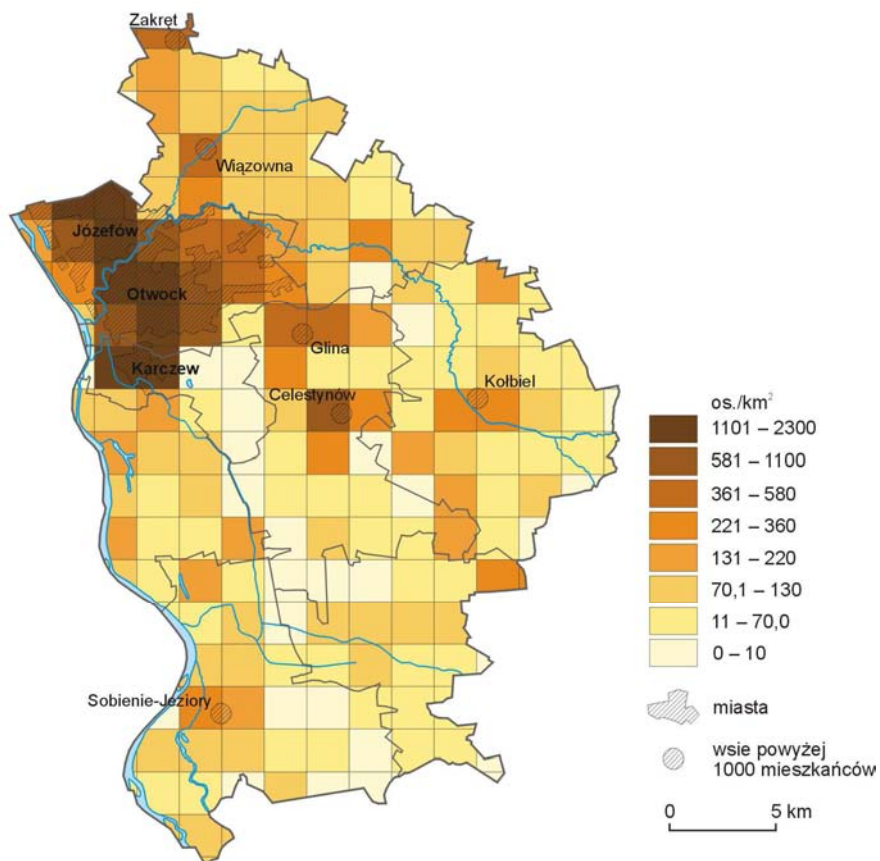 Zakręt
Wiązowna
Józefów
Otwock
Glina
Karczew
Celestynów
Kołbiel
Sobienie-Jeziory
os./km²
1101 – 2300
581 – 1100
361 – 580
221 – 360
131 – 220
70,1 – 130
11 – 70,0
0 – 10
miasta
wsie powyżej
1000 mieszkańców
0 5 km